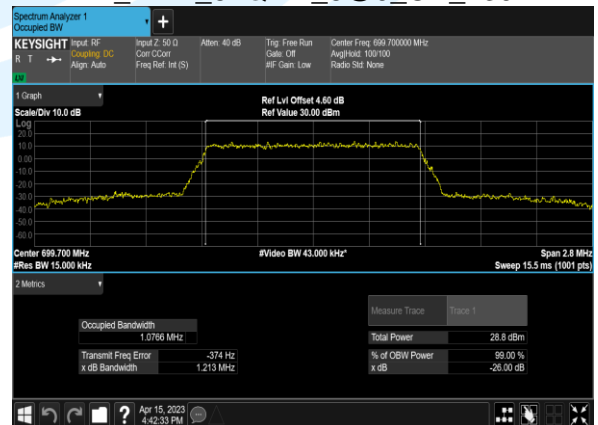 Spectrum Analyzer 1
Occupied BW
KEYSIGHT Input: RF Input Z: 50 Ω Atten: 40 dB Trig: Free Run Center Freq: 699.700000 MHz
R T Coupling: DC Corr CCorr Gate: Off Avg|Hold: 100/100
Align: Auto Freq Ref: Int (S) #IF Gain: Low Radio Std: None
LW
1 Graph
Ref Lvl Offset 4.60 dB
Scale/Div 10.0 dB Ref Value 30.00 dBm
Log
20.0
10.0
0.00
-10.0
-20.0
-30.0
-40.0
-50.0
-60.0
Center 699.700 MHz #Video BW 43.000 kHz* Span 2.8 MHz
#Res BW 15.000 kHz Sweep 15.5 ms (1001 pts)
2 Metrics
Measure Trace Trace 1
Occupied Bandwidth
1.0766 MHz Total Power 28.8 dBm
Transmit Freq Error -374 Hz % of OBW Power 99.00 %
x dB Bandwidth 1.213 MHz x dB -26.00 dB
? Apr 15, 2023
4:42:33 PM